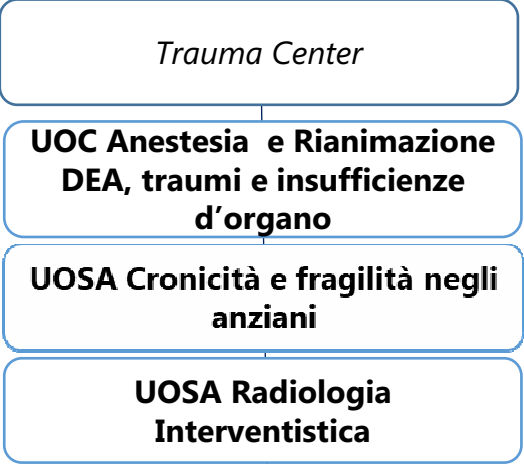 Trauma Center
UOC Anestesia e Rianimazione
DEA, traumi e insufficienze
d’organo
UOSA Cronicità e fragilità negli
anziani
UOSA Radiologia
Interventistica